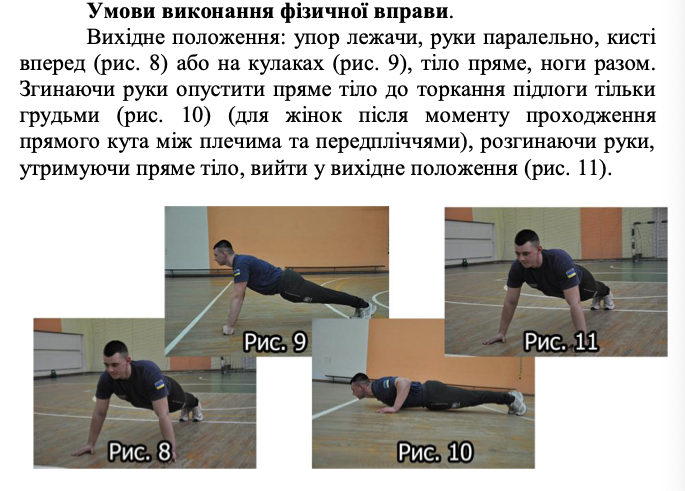 Умови виконання фізичної вправи.
Вихідне положення: упор лежачи, руки паралельно, кисті
вперед (рис. 8) або на кулаках (рис. 9), тіло пряме, ноги разом.
Згинаючи руки опустити пряме тіло до торкання підлоги тільки
грудьми (рис. 10) (для жінок після моменту проходження
прямого кута між плечима та передпліччями), розгинаючи руки,
утримуючи пряме тіло, вийти у вихідне положення (рис. 11).
Рис. 9
Рис. 11
Рис. 8
Рис. 10